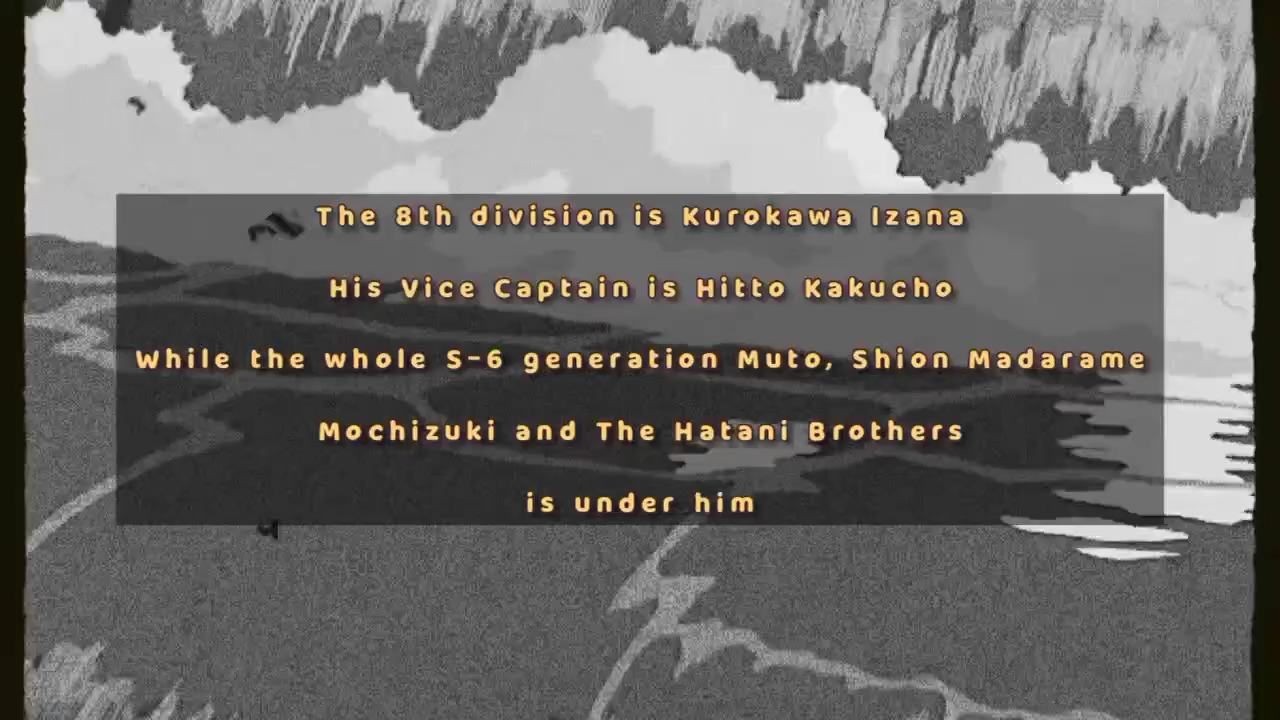 The 8th division is Kurokawa Izana
His Vice Captain is Hitto Kakucho
While the whole S-6 generation Muto, Shion Madarame
Mochizuki and The Hatani Brothers
is under him